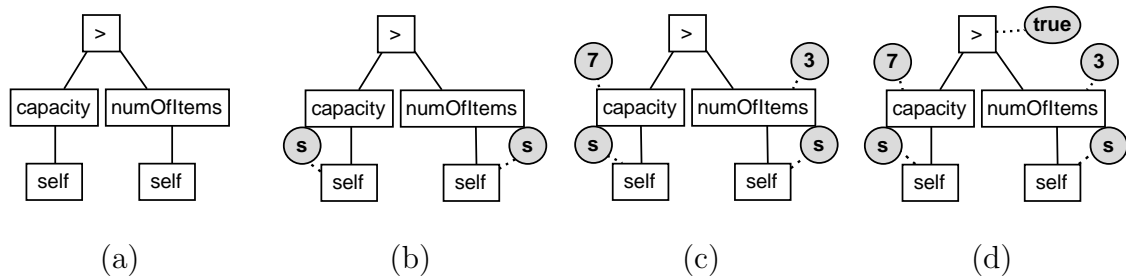 > > > > true
7 3 7 3
capacity numOfItems capacity numOfItems capacity numOfItems capacity numOfItems
s s s s s s
self self self self self self self self
(a) (b) (c) (d)